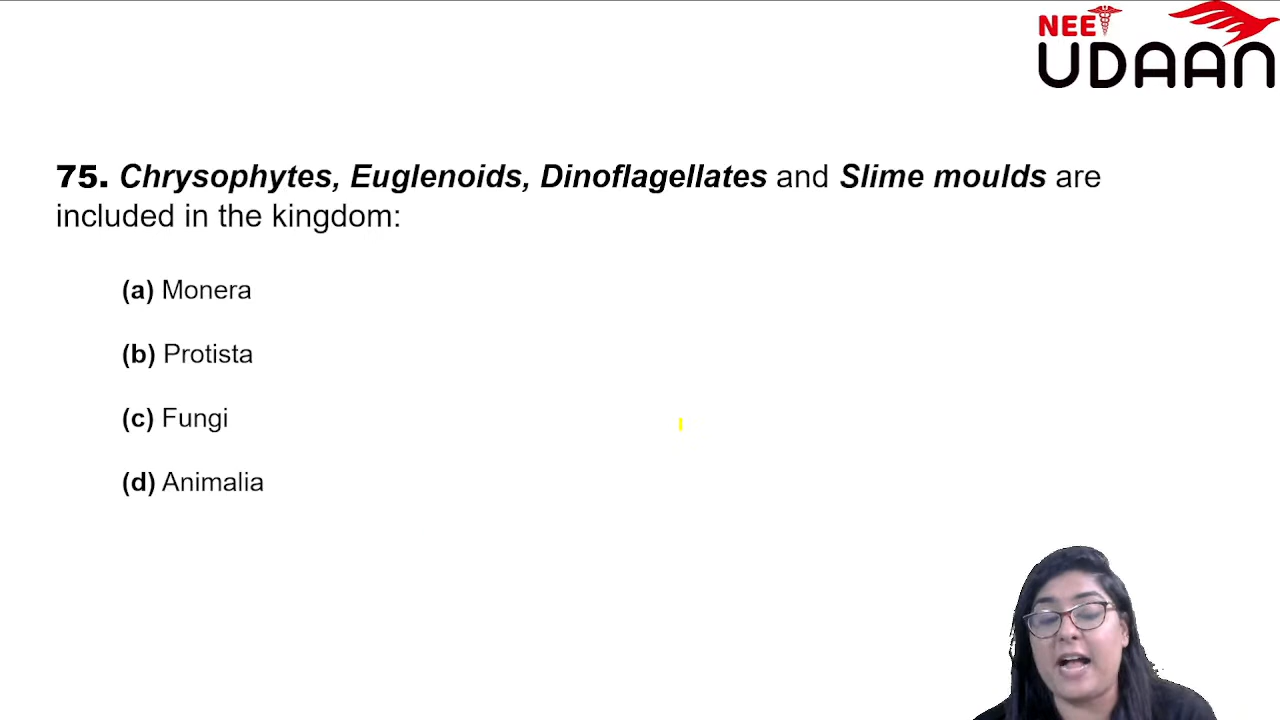 NEET
UDAAN
75. Chrysophytes, Euglenoids, Dinoflagellates and Slime moulds are
included in the kingdom:
(a) Monera
(b) Protista
(c) Fungi
(d) Animalia